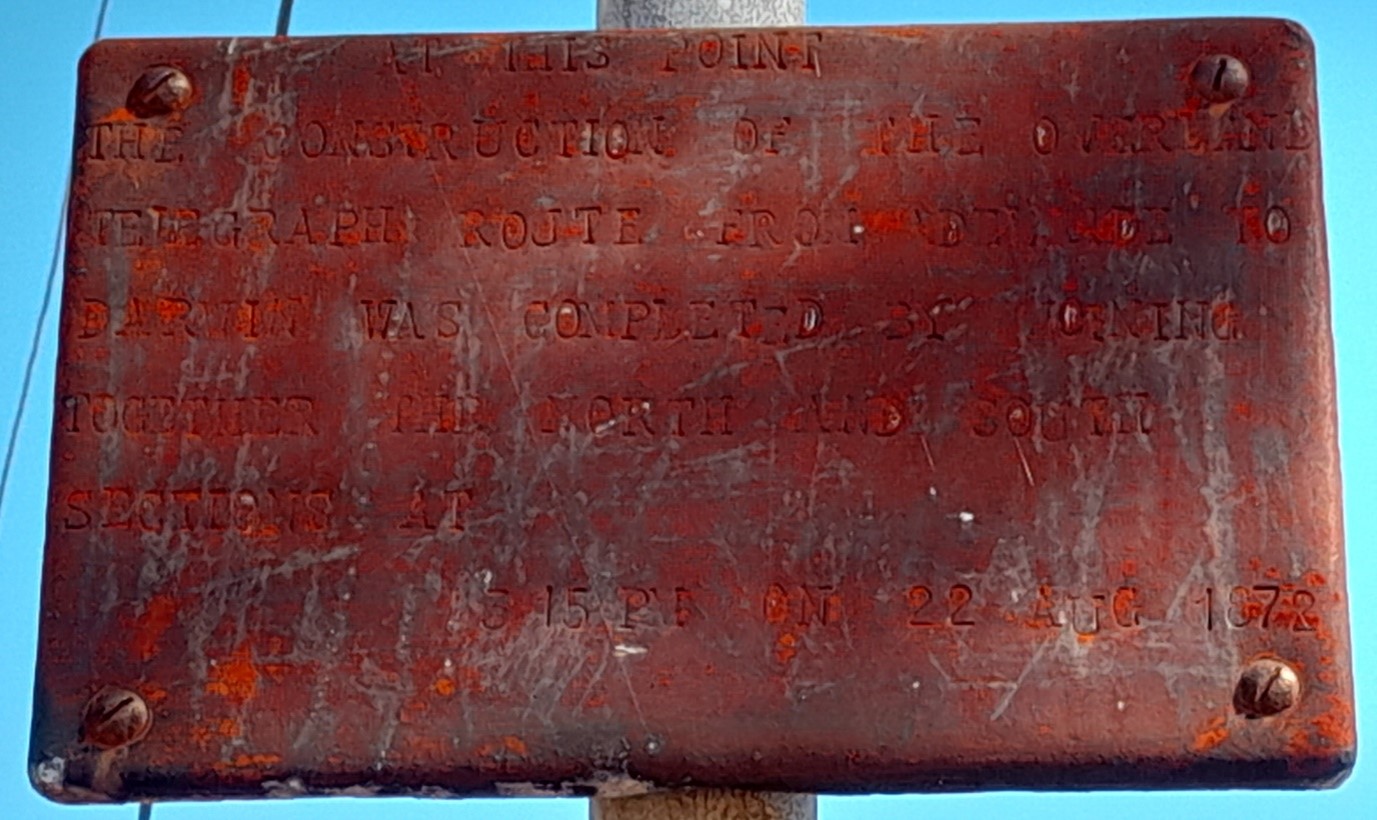 AT THIS POINT
THE CONSTRUCTION OF THE OVERLAND
TELEGRAPH ROUTE FROM ADELAIDE TO
DARWIN WAS COMPLETED BY JOINING
TOGETHER THE NORTH AND SOUTH
SECTIONS AT
3 15 PM ON 22 AUG 1872